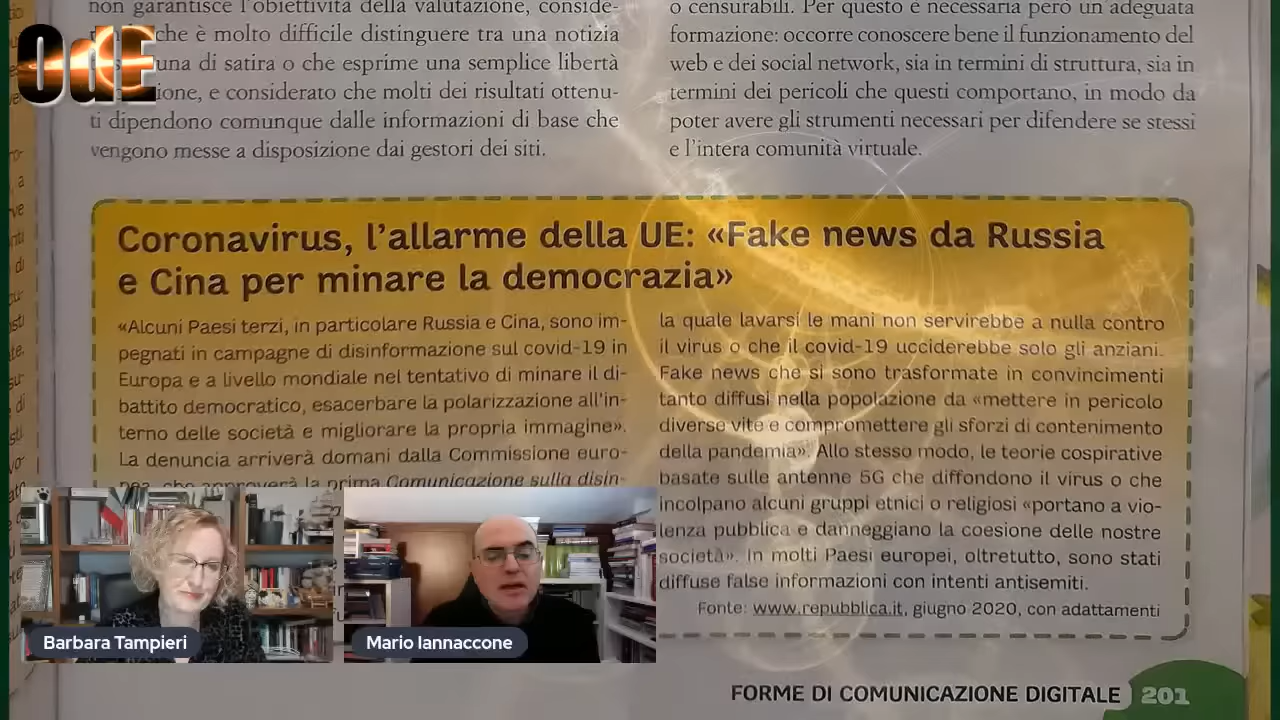 non garantisce l'obiettività della valutazione, conside-
che è molto difficile distinguere tra una notizia
una di satira o che esprime una semplice libertà
zione, e considerato che molti dei risultati ottenu-
ti dipendono comunque dalle informazioni di base che
vengono messe a disposizione dai gestori dei siti.
o censurabili. Per questo è necessaria però un'adeguata
formazione: occorre conoscere bene il funzionamento del
web e dei social network, sia in termini di struttura, sia in
termini dei pericoli che questi comportano, in modo da
poter avere gli strumenti necessari per difendere se stessi
e l'intera comunità virtuale.
OdE
Coronavirus, l'allarme della UE: «Fake news da Russia
e Cina per minare la democrazia»
«Alcuni Paesi terzi, in particolare Russia e Cina, sono im-
pegnati in campagne di disinformazione sul covid-19 in
Europa e a livello mondiale nel tentativo di minare il di-
battito democratico, esacerbare la polarizzazione all'in-
terno delle società e migliorare la propria immagine».
La denuncia arriverà domani dalla Commissione euro-
pea, che approverà la prima Comunicazione sulla disin-
la quale lavarsi le mani non servirebbe a nulla contro
il virus o che il covid-19 ucciderebbe solo gli anziani.
Fake news che si sono trasformate in convincimenti
tanto diffusi nella popolazione da «mettere in pericolo
diverse vite e compromettere gli sforzi di contenimento
della pandemia». Allo stesso modo, le teorie cospirative
basate sulle antenne 5G che diffondono il virus o che
incolpano alcuni gruppi etnici o religiosi «portano a vio-
lenza pubblica e danneggiano la coesione delle nostre
società». In molti Paesi europei, oltretutto, sono stati
diffuse false informazioni con intenti antisemiti.
Fonte: www.repubblica.it, giugno 2020, con adattamenti
Barbara Tampieri
Mario Iannaccone
FORME DI COMUNICAZIONE DIGITALE 201